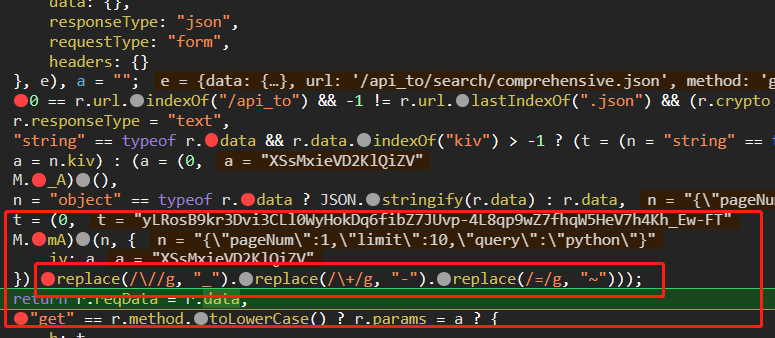 data: {},
responseType: "json",
requestType: "form",
headers: {}
}, e), a = ""; e = {data: {…}, url: '/api_to/search/comprehensive.json', method: 'g
0 == r.url.indexOf("/api_to") && -1 != r.url.lastIndexOf(".json") && (r.crypto
r.responseType = "text",
"string" == typeof r.data && r.data.indexOf("kiv") > -1 ? (t = (n = "string" == t
a = n.kiv) : (a = (0, a = "XSsMxieVD2KlQiZV"
M._A)(),
n = "object" == typeof r.data ? JSON.stringify(r.data) : r.data, n = "{\"pageNum
t = (0, t = "yLRosB9kr3Dvi3CLl0WyHokDq6fibZ7JUvp-4L8qp9wZ7fhqW5HeV7h4Kh_Ew-FT"
M.mA)(n, { n = "{\"pageNum\":1,\"limit\":10,\"query\":\"python\"}"
iv: a a = "XSsMxieVD2KlQiZV"
}).replace(/\//g, "_").replace(/\+/g, "-").replace(/=/g, "~")));
return r.reqData = r.data,
"get" == r.method.toLowerCase() ? r.params = a ? {
h: t